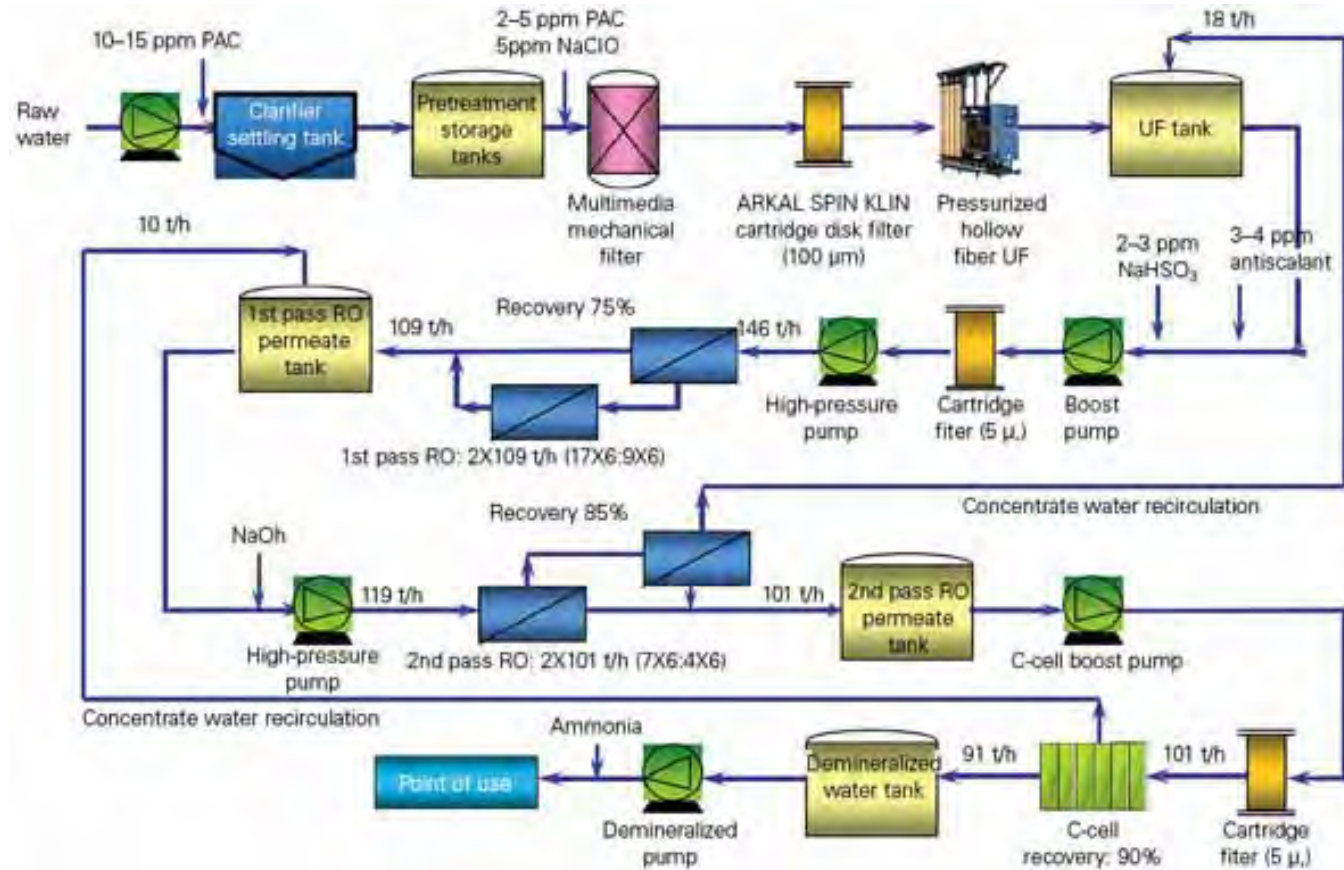 10–15 ppm PAC
2–5 ppm PAC
5ppm NaClO
18 t/h
Raw
water
Clarifier
settling tank
Pretreatment
storage
tanks
UF tank
Multimedia
mechanical
filter
ARKAL SPIN KLIN
cartridge disk filter
(100 µm)
Pressurized
hollow
fiber UF
2–3 ppm
NaHSO₃
3–4 ppm
antiscalant
10 t/h
1st pass RO
permeate
tank
109 t/h
Recovery 75%
146 t/h
High-pressure
pump
Cartridge
fiter (5 µ,)
Boost
pump
1st pass RO: 2X109 t/h (17X6:9X6)
Recovery 85%
Concentrate water recirculation
NaOh
119 t/h
101 t/h
2nd pass RO
permeate
tank
High-pressure
pump
2nd pass RO: 2X101 t/h (7X6:4X6)
C-cell boost pump
Concentrate water recirculation
Ammonia
Point of use
Demineralized
pump
Demineralized
water tank
91 t/h
101 t/h
C-cell
recovery: 90%
Cartridge
fiter (5 µ,)